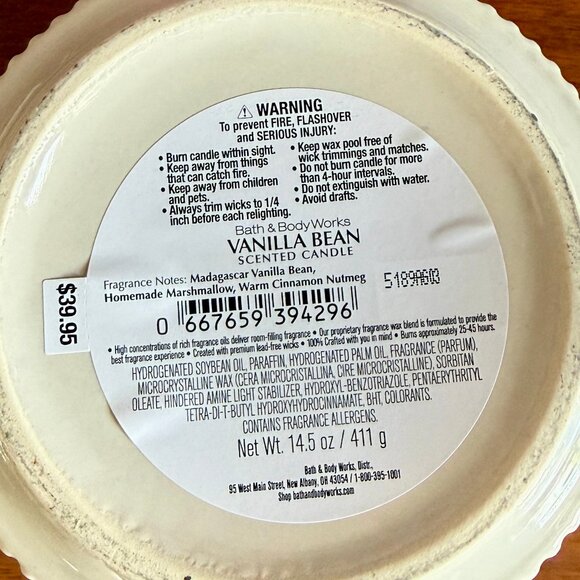 ⚠ WARNING
To prevent FIRE, FLASHOVER
and SERIOUS INJURY:
• Burn candle within sight.
• Keep away from things
that can catch fire.
• Keep away from children
and pets.
• Always trim wicks to 1/4
inch before each relighting.
• Keep wax pool free of
wick trimmings and matches.
• Do not burn candle for more
than 4-hour intervals.
• Do not extinguish with water.
• Avoid drafts.
Bath & Body Works
VANILLA BEAN
SCENTED CANDLE
Fragrance Notes: Madagascar Vanilla Bean,
Homemade Marshmallow, Warm Cinnamon Nutmeg
5189AG03
$39.95
0 667659 394296
• High concentrations of rich fragrance oils deliver room-filling fragrance • Our proprietary fragrance wax blend is formulated to provide the
best fragrance experience • Created with premium lead-free wicks • 100% Crafted with you in mind • Burns approximately 25-45 hours.
HYDROGENATED SOYBEAN OIL, PARAFFIN, HYDROGENATED PALM OIL, FRAGRANCE (PARFUM),
MICROCRYSTALLINE WAX (CERA MICROCRISTALLINA, CIRE MICROCRISTALLINE), SORBITAN
OLEATE, HINDERED AMINE LIGHT STABILIZER, HYDROXYL-BENZOTRIAZOLE, PENTAERYTHRITYL
TETRA-DI-T-BUTYL HYDROXYHYDROCINNAMATE, BHT, COLORANTS.
CONTAINS FRAGRANCE ALLERGENS.
Net Wt. 14.5 oz / 411 g
Bath & Body Works, Distr.,
95 West Main Street, New Albany, OH 43054 / 1-800-395-1001
Shop bathandbodyworks.com